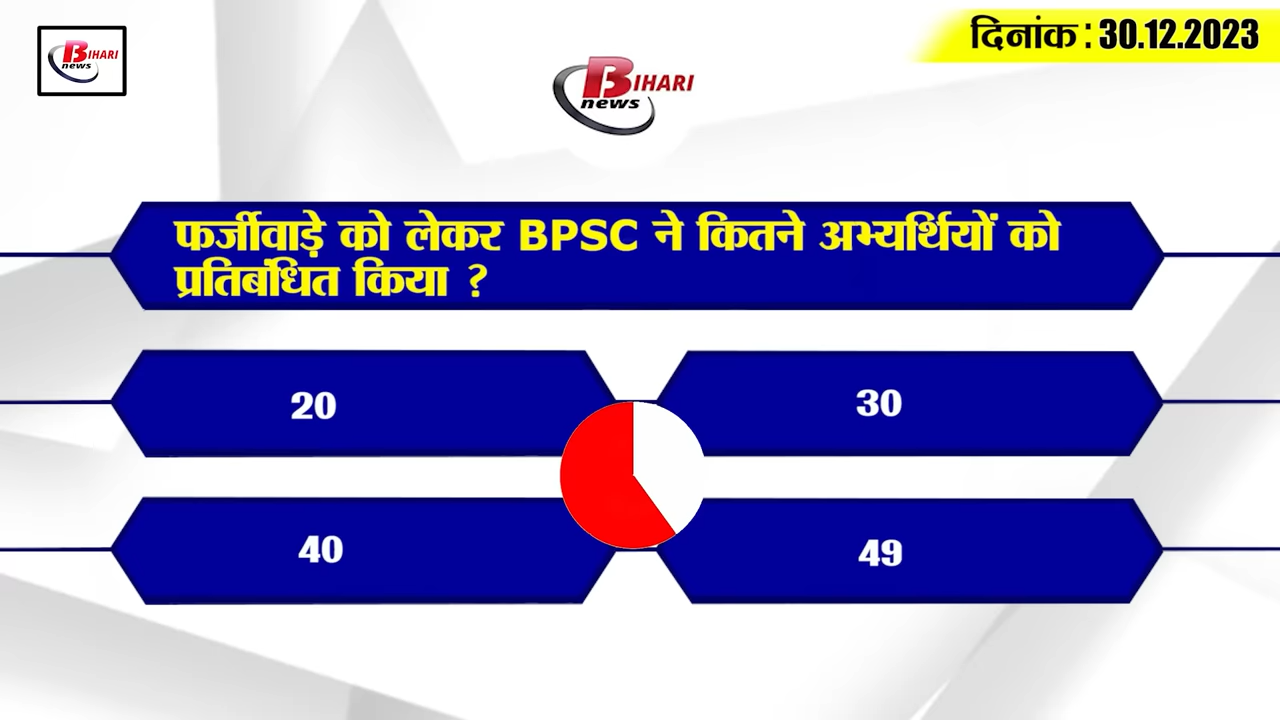 BIHARI
news
दिनांक : 30.12.2023
BIHARI
news
फर्जीवाड़े को लेकर BPSC ने कितने अभ्यर्थियों को
प्रतिबंधित किया ?
20
30
40
49